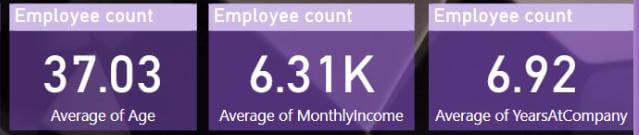 Employee count
37.03
Average of Age
Employee count
6.31K
Average of MonthlyIncome
Employee count
6.92
Average of YearsAtCompany